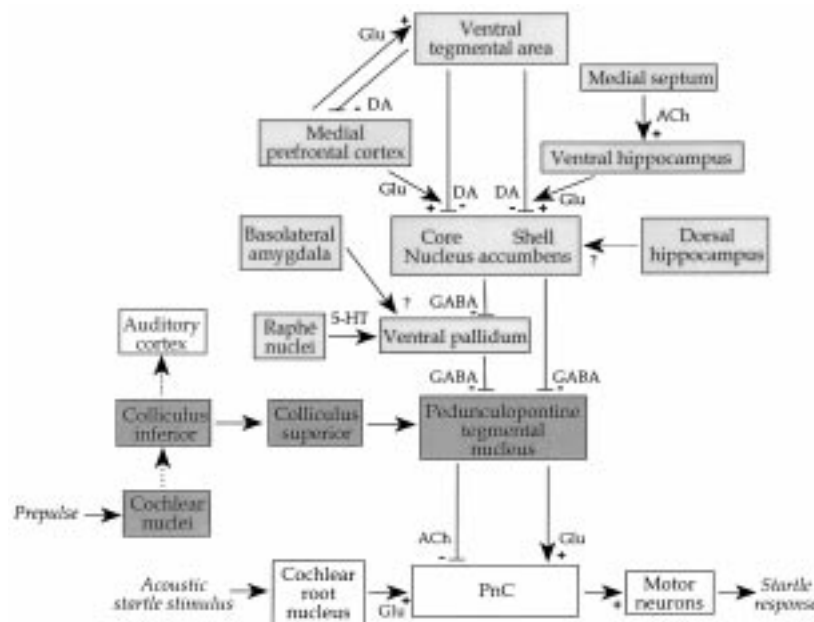 Ventral
tegmental area
Glu
+
- DA
Medial septum
ACh
+
Medial
prefrontal cortex
Ventral hippocampus
Glu
DA
DA
Glu
+ -
- +
Basolateral
amygdala
Core Shell
Nucleus accumbens
Dorsal
hippocampus
?
?
GABA
-
5-HT
Auditory
cortex
Raphé
nuclei
Ventral pallidum
GABA
-
GABA
-
Colliculus
inferior
Colliculus
superior
Pedunculopontine
tegmental
nucleus
Prepulse
Cochlear
nuclei
ACh
-
Glu
+
Acoustic
startle stimulus
Cochlear
root
nucleus
Glu
+
PnC
+
Motor
neurons
Startle
response